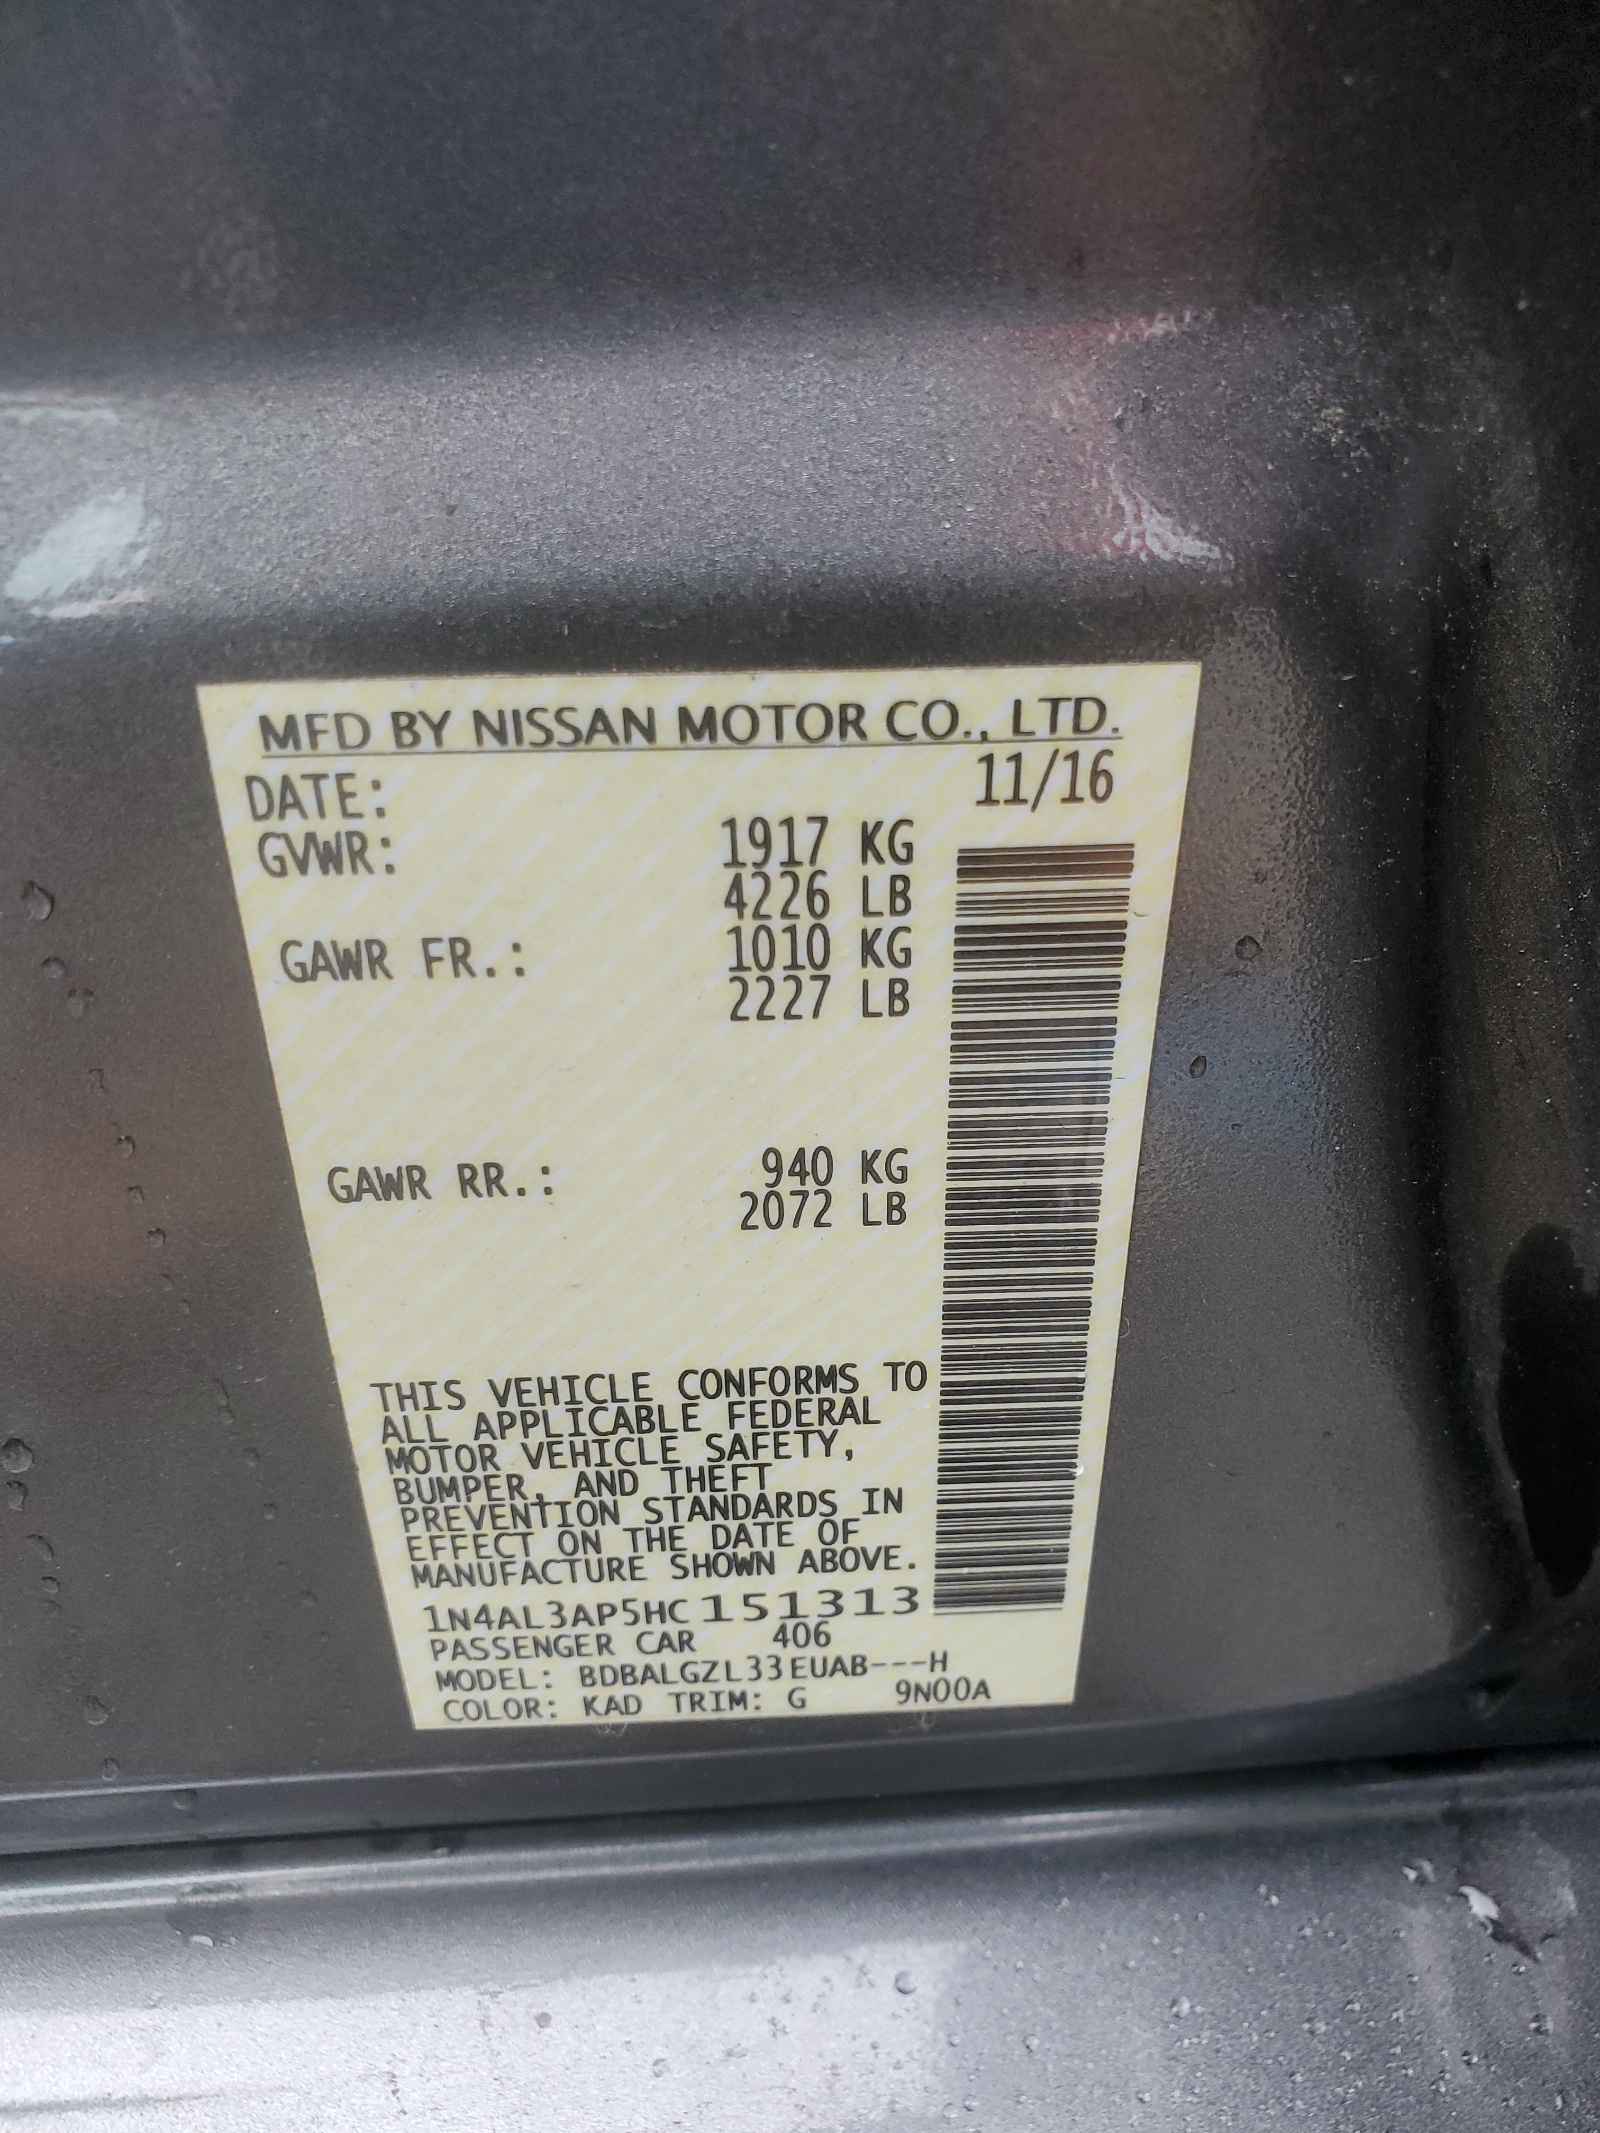 MFD BY NISSAN MOTOR CO., LTD.
DATE: 11/16
GVWR: 1917 KG
4226 LB
GAWR FR.: 1010 KG
2227 LB
GAWR RR.: 940 KG
2072 LB
THIS VEHICLE CONFORMS TO
ALL APPLICABLE FEDERAL
MOTOR VEHICLE SAFETY,
BUMPER, AND THEFT
PREVENTION STANDARDS IN
EFFECT ON THE DATE OF
MANUFACTURE SHOWN ABOVE.
1N4AL3AP5HC151313
PASSENGER CAR 406
MODEL: BDBALGZL33EUAB---H
COLOR: KAD TRIM: G 9N00A